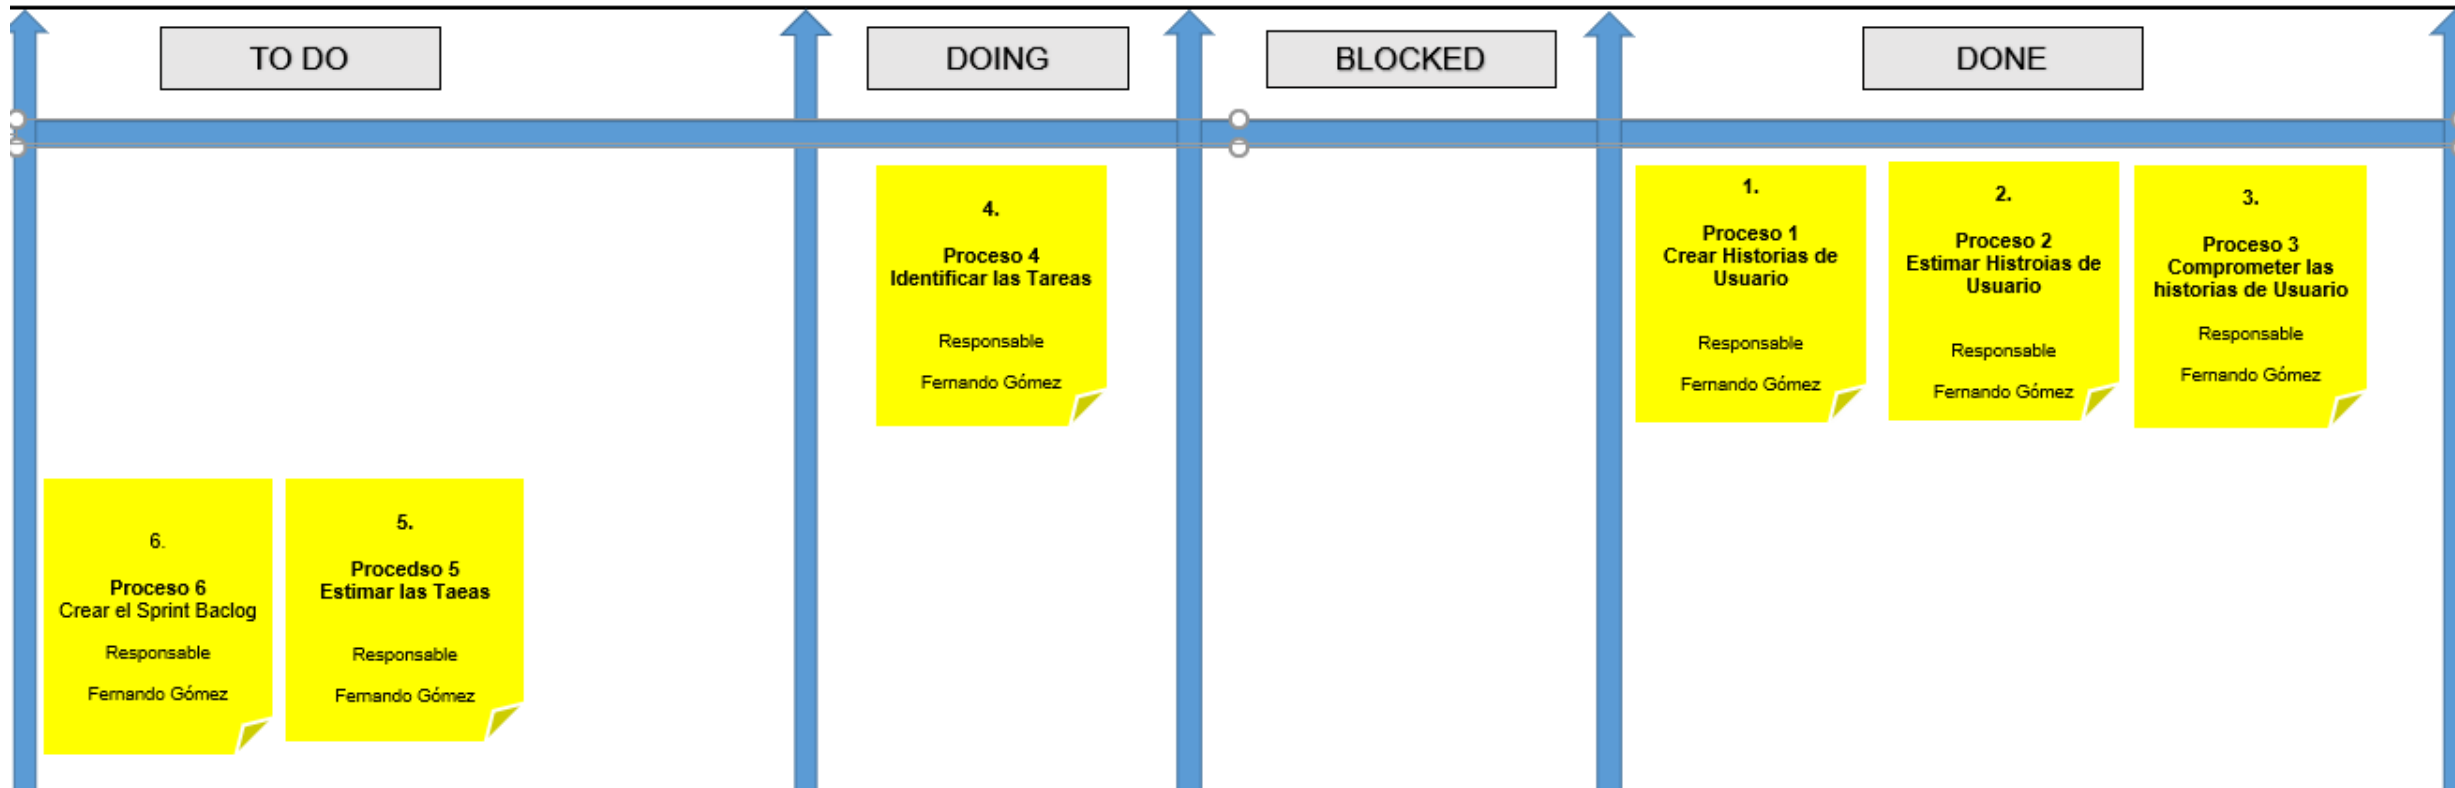 TO DO
DOING
BLOCKED
DONE
4.
Proceso 4
Identificar las Tareas
Responsable
Fernando Gómez
1.
Proceso 1
Crear Historias de
Usuario
Responsable
Fernando Gómez
2.
Proceso 2
Estimar Histroias de
Usuario
Responsable
Fernando Gómez
3.
Proceso 3
Comprometer las
historias de Usuario
Responsable
Fernando Gómez
6.
Proceso 6
Crear el Sprint Baclog
Responsable
Fernando Gómez
5.
Procedso 5
Estimar las Taeas
Responsable
Fernando Gómez